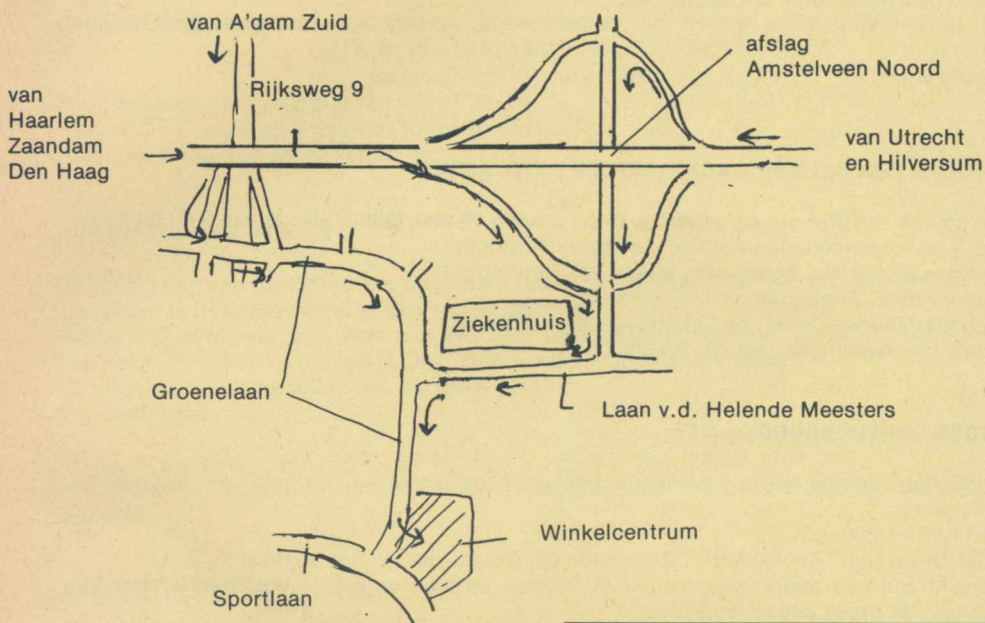 van A'dam Zuid
Rijksweg 9
afslag
Amstelveen Noord
van
Haarlem
Zaandam
Den Haag
van Utrecht
en Hilversum
Ziekenhuis
Groenelaan
Laan v.d. Helende Meesters
Winkelcentrum
Sportlaan